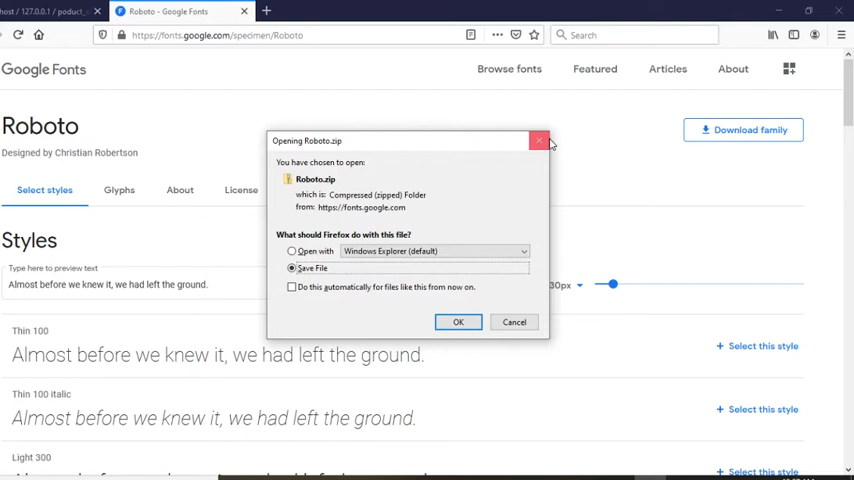 host / 127.0.0.1 / poduct_
Roboto - Google Fonts
https://fonts.google.com/specimen/Roboto
Search
Google Fonts
Browse fonts
Featured
Articles
About
Roboto
Download family
Designed by Christian Robertson
Select styles
Glyphs
About
License
Styles
Type here to preview text
Almost before we knew it, we had left the ground.
30px
Opening Roboto.zip
You have chosen to open:
Roboto.zip
which is: Compressed (zipped) Folder
from: https://fonts.google.com
What should Firefox do with this file?
Open with
Windows Explorer (default)
Save File
Do this automatically for files like this from now on.
OK
Cancel
Thin 100
Almost before we knew it, we had left the ground.
+ Select this style
Thin 100 italic
Almost before we knew it, we had left the ground.
+ Select this style
Light 300
+ Select this style